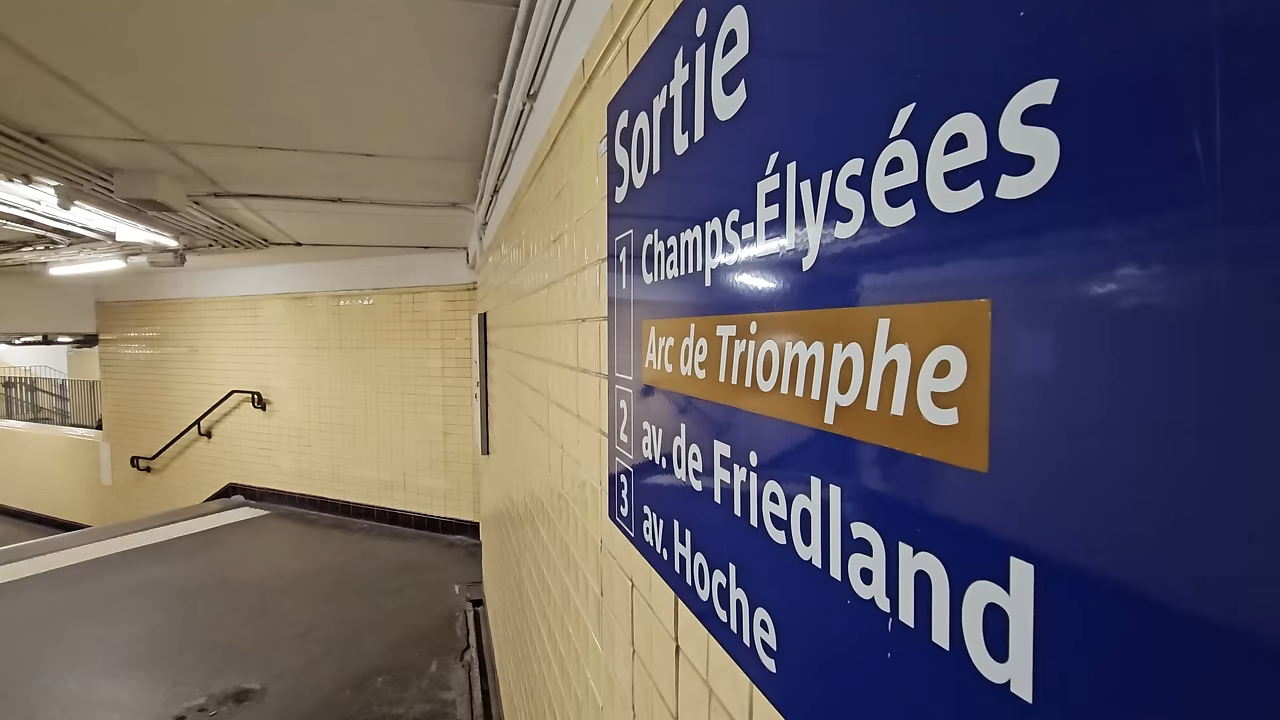 Sortie
1 Champs-Élysées
Arc de Triomphe
2 av. de Friedland
3 av. Hoche